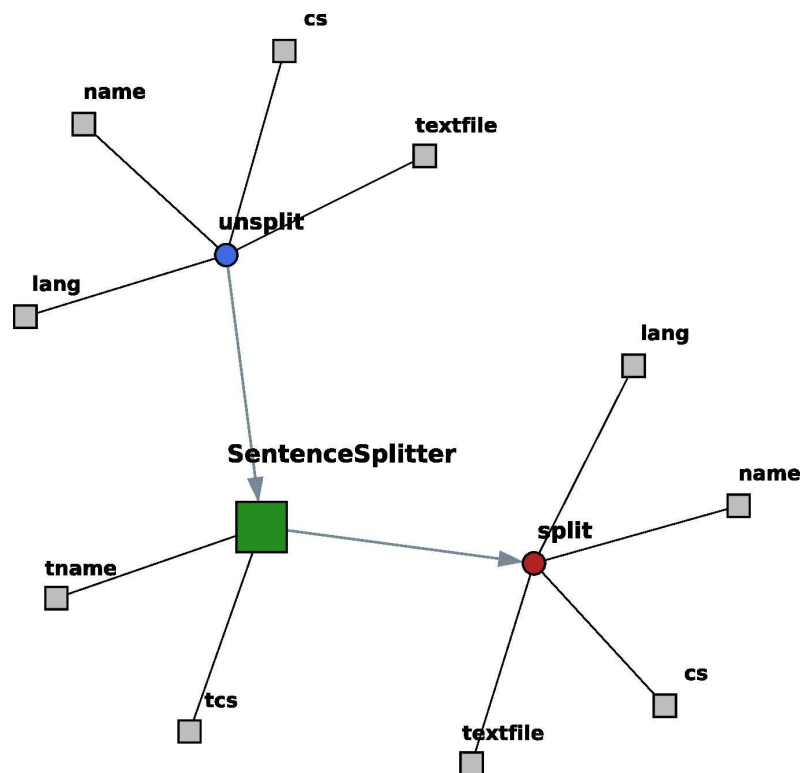 cs
name
textfile
unsplit
lang
lang
SentenceSplitter
name
split
tname
cs
tcs
textfile